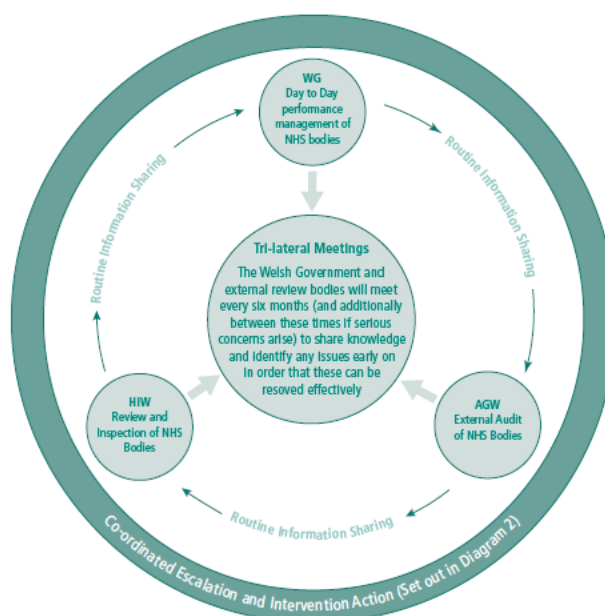 WG
Day to Day
performance
management of
NHS bodies
Routine Information Sharing
Routine Information Sharing
Tri-lateral Meetings
The Welsh Government and
external review bodies will meet
every six months (and additionally
between these times if serious
concerns arise) to share knowledge
and identify any issues early on
in order that these can be
resoved effectively
HIW
Review and
Inspection of NHS
Bodies
AGW
External Audit
of NHS Bodies
Routine Information Sharing
Co-ordinated Escalation and Intervention Action (Set out in Diagram 2)